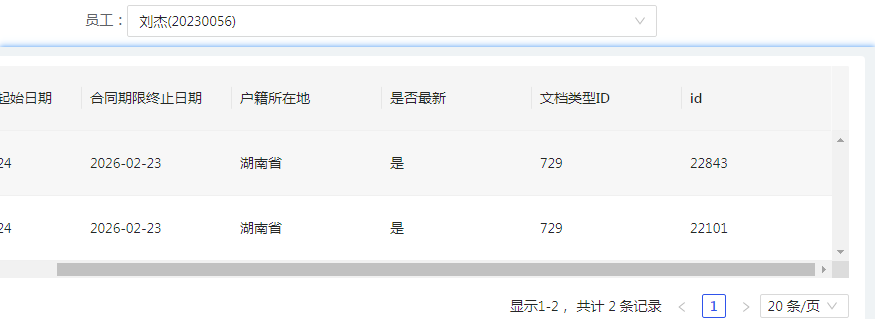 员工： 刘杰(20230056)
起始日期 合同期限终止日期 户籍所在地 是否最新 文档类型ID id
24 2026-02-23 湖南省 是 729 22843
24 2026-02-23 湖南省 是 729 22101
显示1-2 ，共计 2 条记录 < 1 > 20 条/页